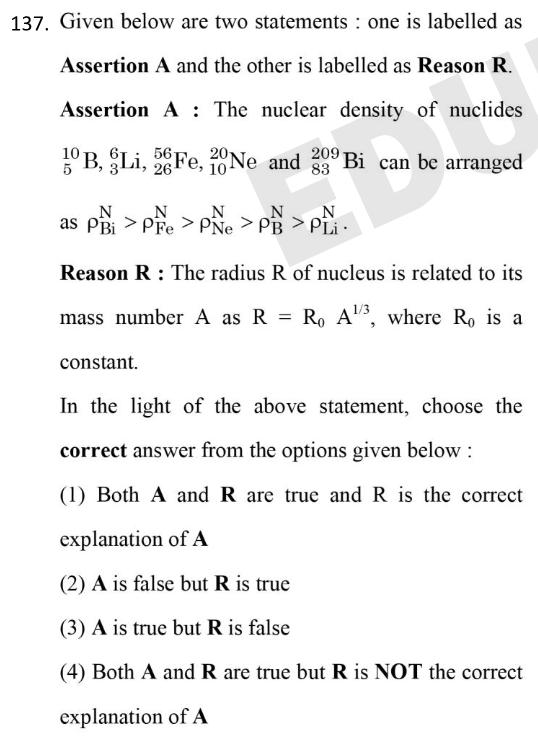 137. Given below are two statements : one is labelled as
Assertion A and the other is labelled as Reason R.
Assertion A : The nuclear density of nuclides
¹⁰₅B, ⁶₃Li, ⁵⁶₂₆Fe, ²⁰₁₀Ne and ²⁰⁹₈₃Bi can be arranged
as ρᴺBi > ρᴺFe > ρᴺNe > ρᴺB > ρᴺLi .
Reason R : The radius R of nucleus is related to its
mass number A as R = R₀ A¹/³, where R₀ is a
constant.
In the light of the above statement, choose the
correct answer from the options given below :
(1) Both A and R are true and R is the correct
explanation of A
(2) A is false but R is true
(3) A is true but R is false
(4) Both A and R are true but R is NOT the correct
explanation of A
EDU